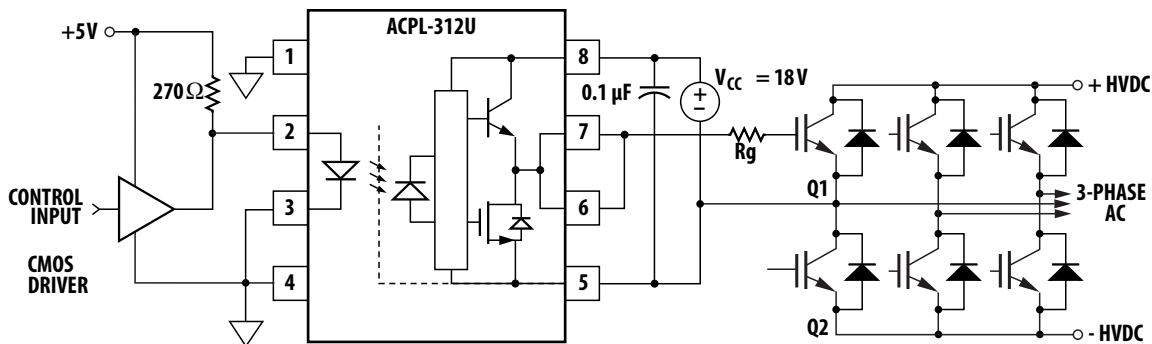 ACPL-312U
+5V
270 Ω
1
2
3
4
8
7
6
5
0.1 µF
+
–
VCC = 18V
Rg
+ HVDC
Q1
3-PHASE
AC
CONTROL
INPUT
CMOS
DRIVER
Q2
- HVDC